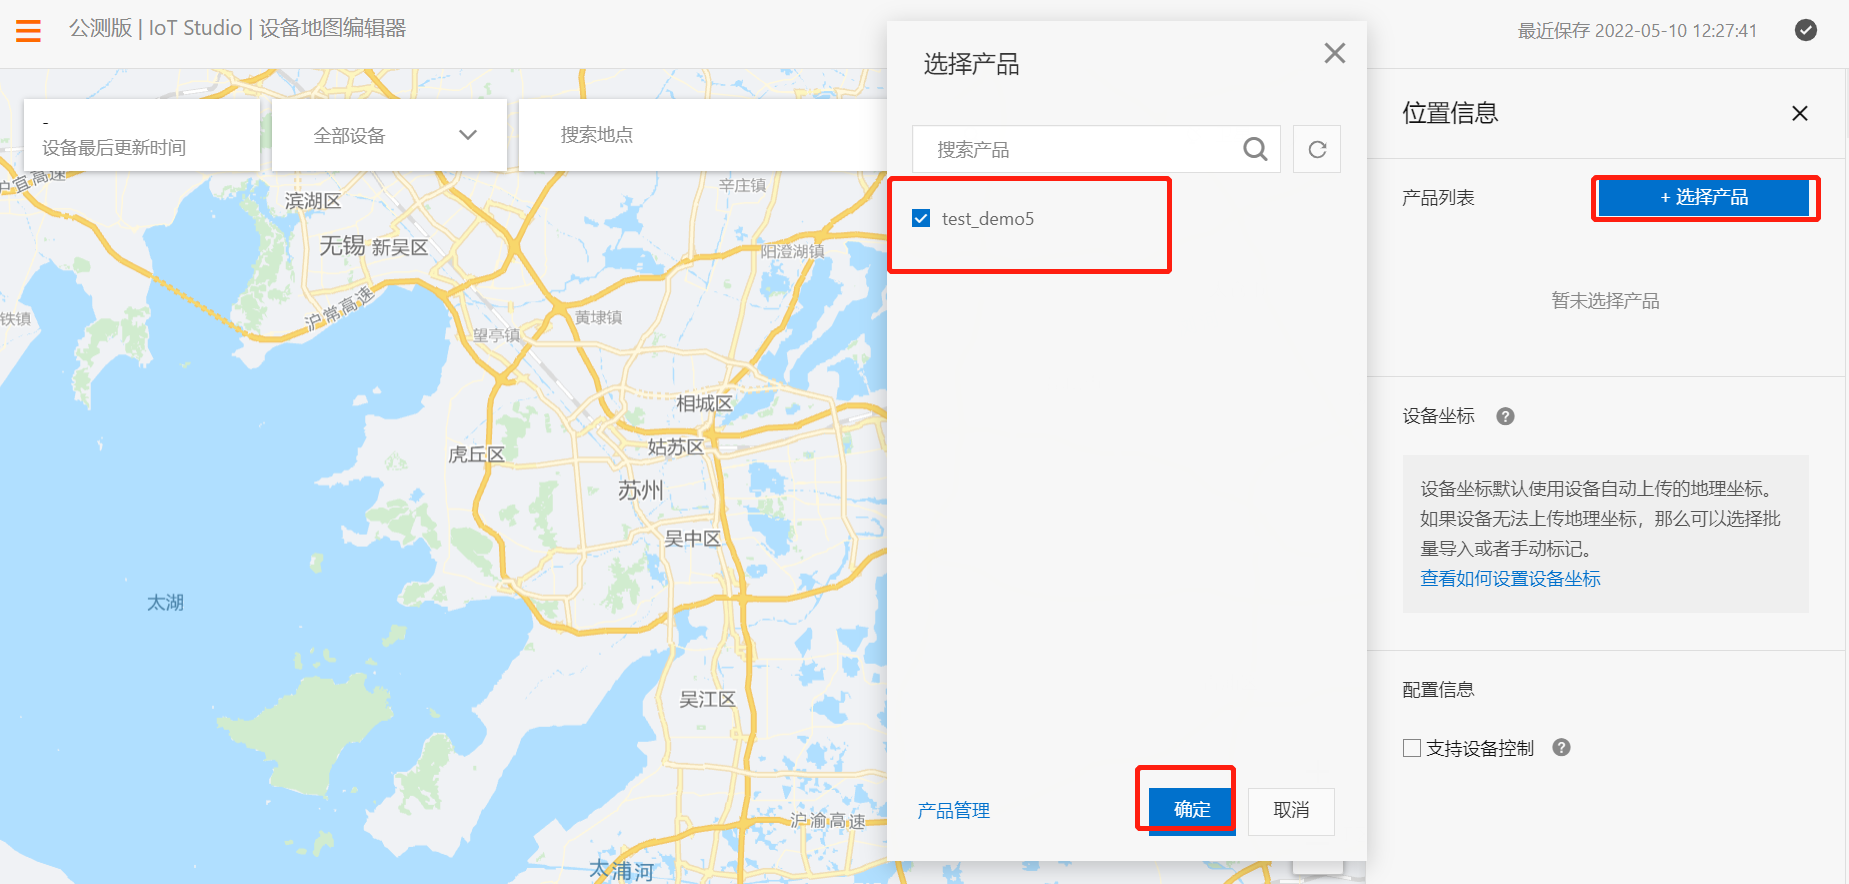 公测版 | IoT Studio | 设备地图编辑器
最近保存 2022-05-10 12:27:41
-
设备最后更新时间
全部设备
搜索地点
沪宜高速
滨湖区
无锡
新吴区
辛庄镇
阳澄湖镇
沪常高速
铁镇
望亭镇
黄埭镇
相城区
虎丘区
姑苏区
苏州
吴中区
太湖
吴江区
沪渝高速
太浦河
选择产品
搜索产品
test_demo5
产品管理
确定
取消
位置信息
产品列表
+ 选择产品
暂未选择产品
设备坐标
设备坐标默认使用设备自动上传的地理坐标。
如果设备无法上传地理坐标，那么可以选择批
量导入或者手动标记。
查看如何设置设备坐标
配置信息
支持设备控制